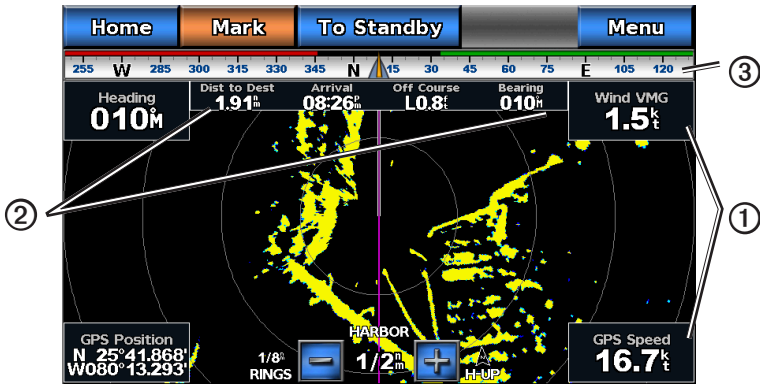 Home Mark To Standby Menu
255 W 285 300 315 330 345 N 15 30 45 60 75 E 105 120
③
Heading
010°M
Dist to Dest Arrival Off Course Bearing
1.91nm 08:26pm L0.8ft 010°M
Wind VMG
1.5kt
②
①
GPS Position
N 25°41.868'
W080°13.293'
HARBOR
1/8nm
RINGS
1/2nm
H-UP
GPS Speed
16.7kt